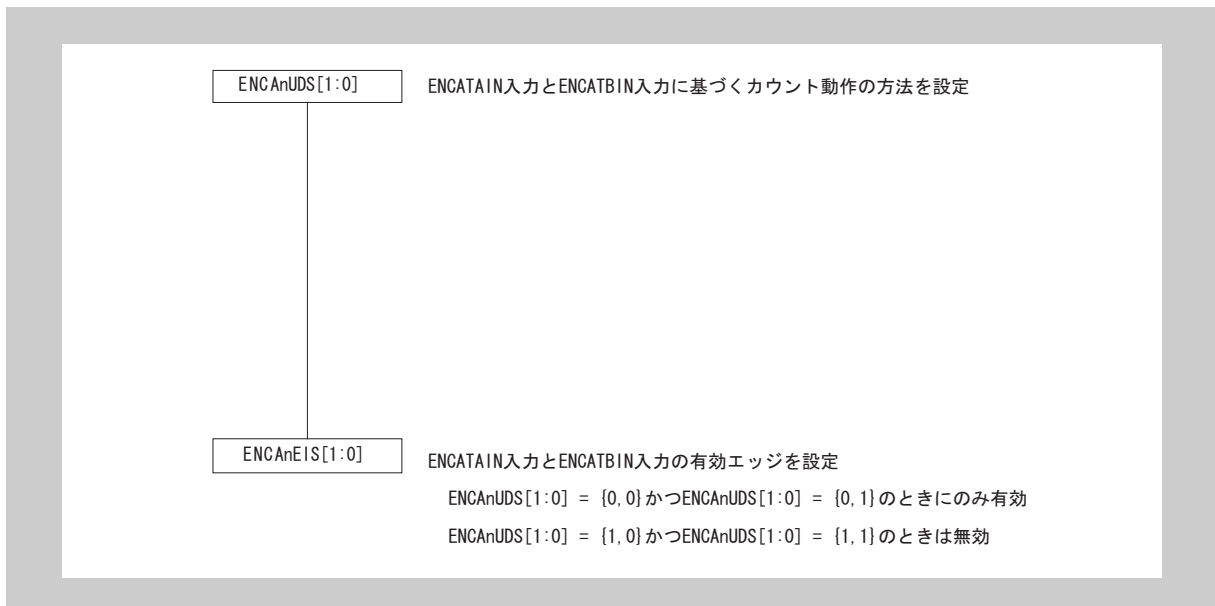 ENCAnUDS[1:0]
ENCATAIN入力とENCATBIN入力に基づくカウント動作の方法を設定
ENCAnEIS[1:0]
ENCATAIN入力とENCATBIN入力の有効エッジを設定
ENCAnUDS[1:0] = {0,0}かつENCAnUDS[1:0] = {0,1}のときにのみ有効
ENCAnUDS[1:0] = {1,0}かつENCAnUDS[1:0] = {1,1}のときは無効